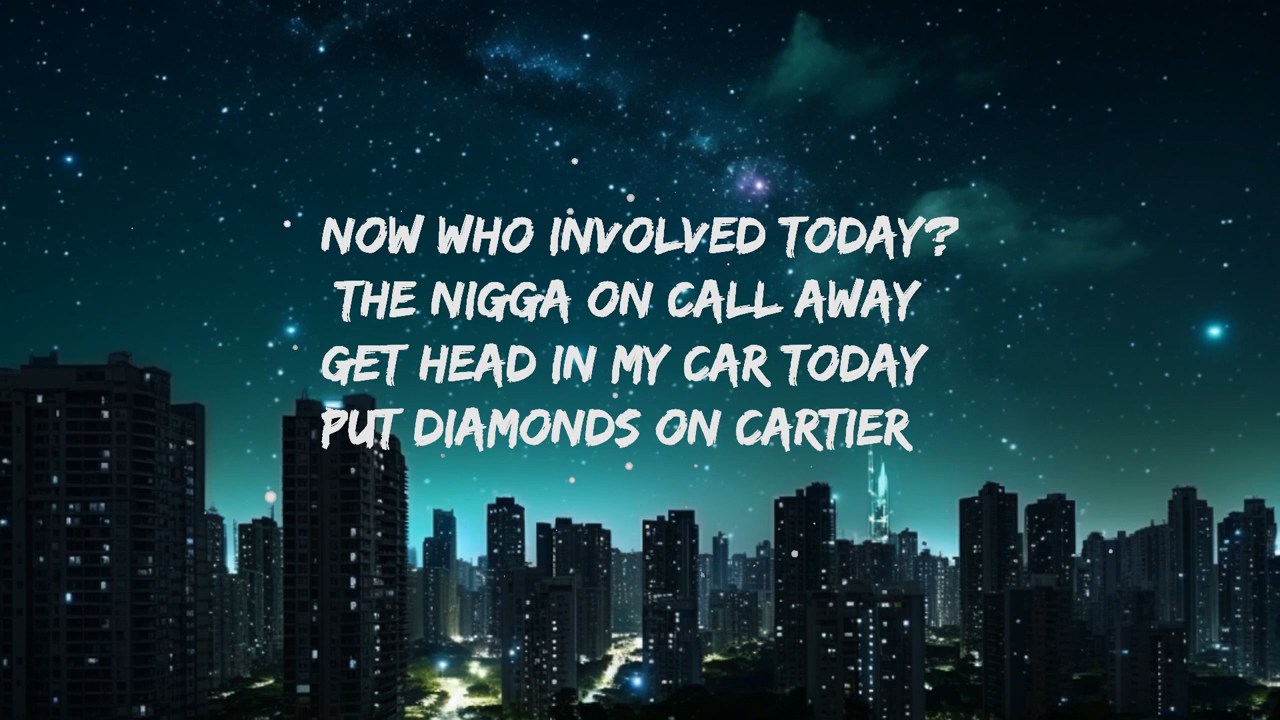 NOW WHO INVOLVED TODAY?
THE NIGGA ON CALL AWAY
GET HEAD IN MY CAR TODAY
PUT DIAMONDS ON CARTIER